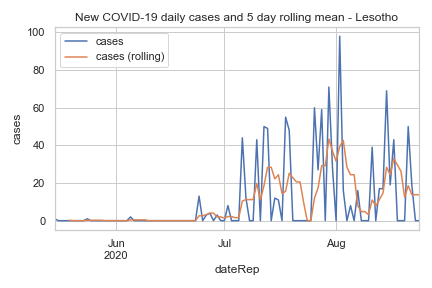 New COVID-19 daily cases and 5 day rolling mean - Lesotho
cases
cases (rolling)
100
80
60
40
20
0
cases
Jun Jul Aug
2020
dateRep